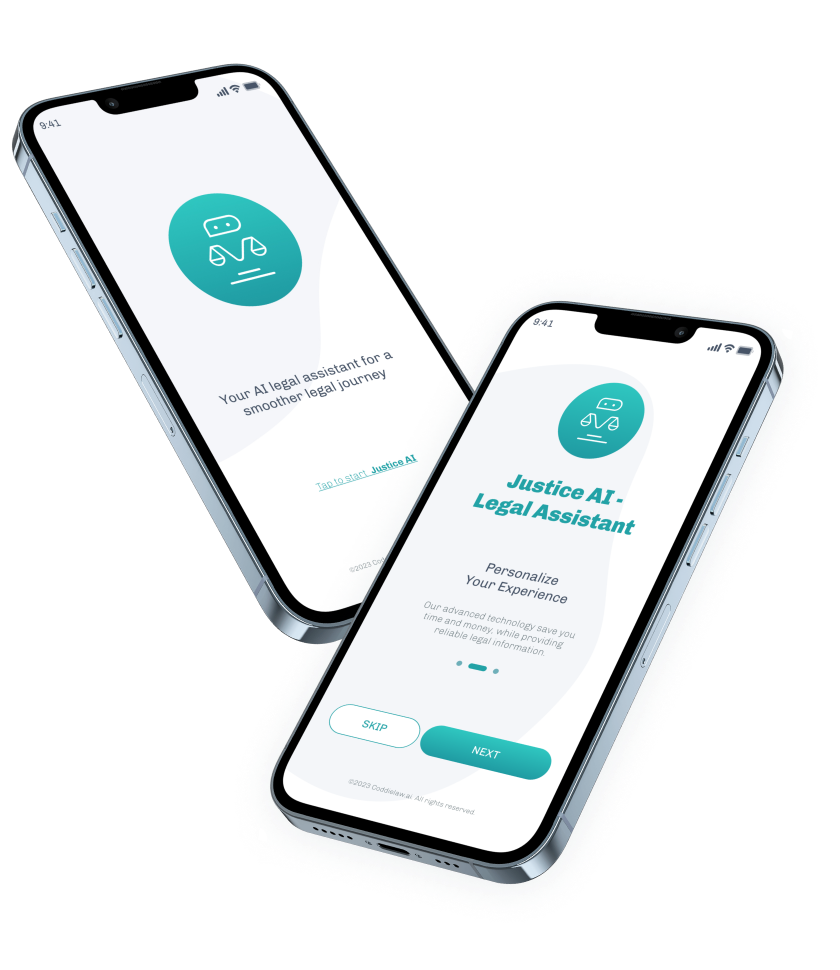 9:41
Your AI legal assistant for a
smoother legal journey
Tap to start Justice AI
©2023
9:41
Justice AI -
Legal Assistant
Personalize
Your Experience
Our advanced technology save you
time and money, while providing
reliable legal information.
SKIP
NEXT
©2023 Coddielaw.ai. All rights reserved